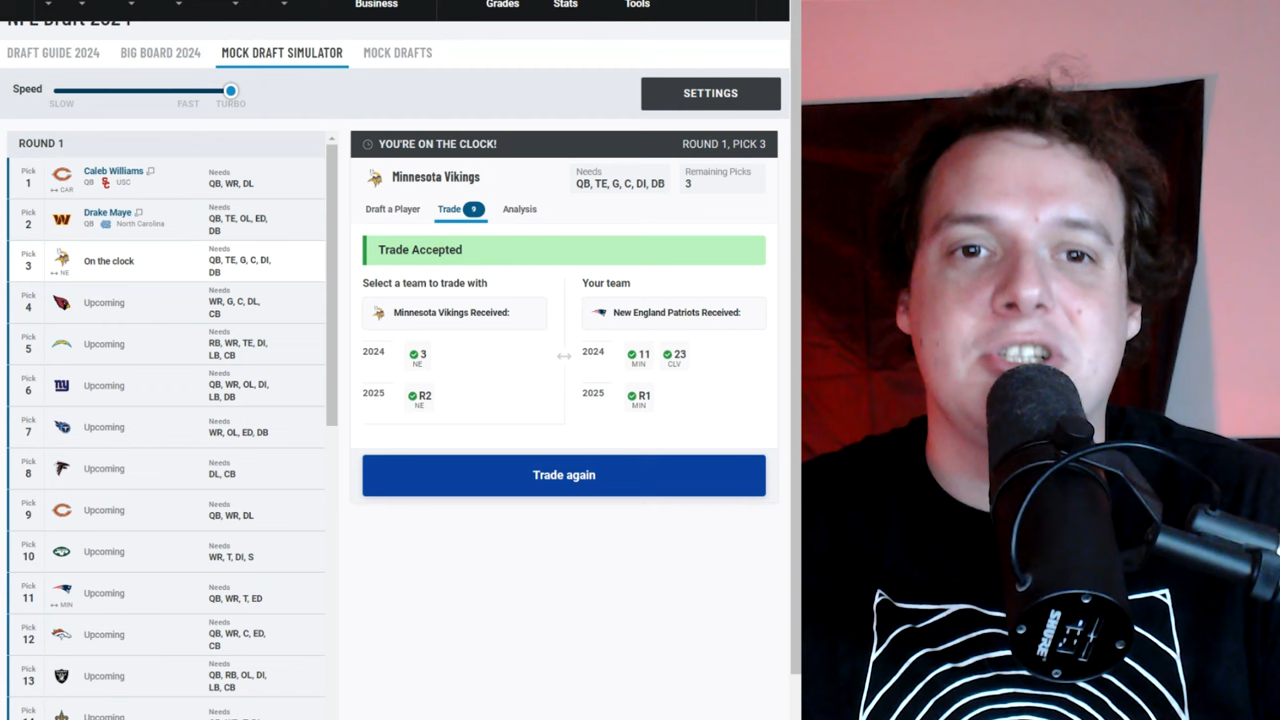 Business
Grades
Stats
Tools
NFL Draft 2024
DRAFT GUIDE 2024
BIG BOARD 2024
MOCK DRAFT SIMULATOR
MOCK DRAFTS
Speed
SLOW
FAST
TURBO
SETTINGS
ROUND 1
Pick
1
↔ CAR
Caleb Williams
QB USC
Needs
QB, WR, DL
Pick
2
Drake Maye
QB North Carolina
Needs
QB, TE, OL, ED,
DB
Pick
3
↔ NE
On the clock
Needs
QB, TE, G, C, DI,
DB
Pick
4
Upcoming
Needs
WR, G, C, DL,
CB
Pick
5
Upcoming
Needs
RB, WR, TE, DI,
LB, CB
Pick
6
Upcoming
Needs
QB, WR, OL, DI,
LB, DB
Pick
7
Upcoming
Needs
WR, OL, ED, DB
Pick
8
Upcoming
Needs
DL, CB
Pick
9
Upcoming
Needs
QB, WR, DL
Pick
10
Upcoming
Needs
WR, T, DI, S
Pick
11
↔ MIN
Upcoming
Needs
QB, WR, T, ED
Pick
12
Upcoming
Needs
QB, WR, C, ED,
CB
Pick
13
Upcoming
Needs
QB, RB, OL, DI,
LB, CB
Pick
Upcoming
Needs
YOU'RE ON THE CLOCK!
ROUND 1, PICK 3
Minnesota Vikings
Needs
QB, TE, G, C, DI, DB
Remaining Picks
3
Draft a Player
Trade 9
Analysis
Trade Accepted
Select a team to trade with
Your team
Minnesota Vikings Received:
New England Patriots Received:
2024
3
NE
2024
11
MIN
23
CLV
2025
R2
NE
2025
R1
MIN
Trade again
SHURE